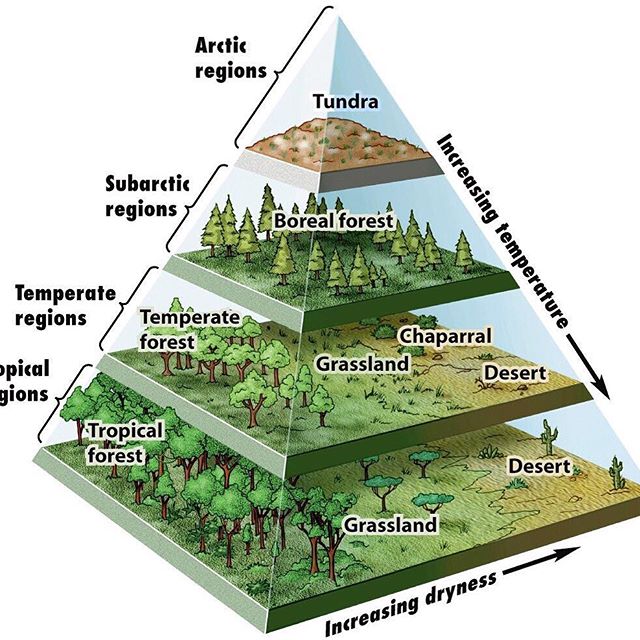 Arctic
regions
Tundra
Increasing temperature
Subarctic
regions
Boreal forest
Temperate
regions
Temperate
forest
Chaparral
Grassland
Desert
opical
gions
Tropical
forest
Desert
Grassland
Increasing dryness